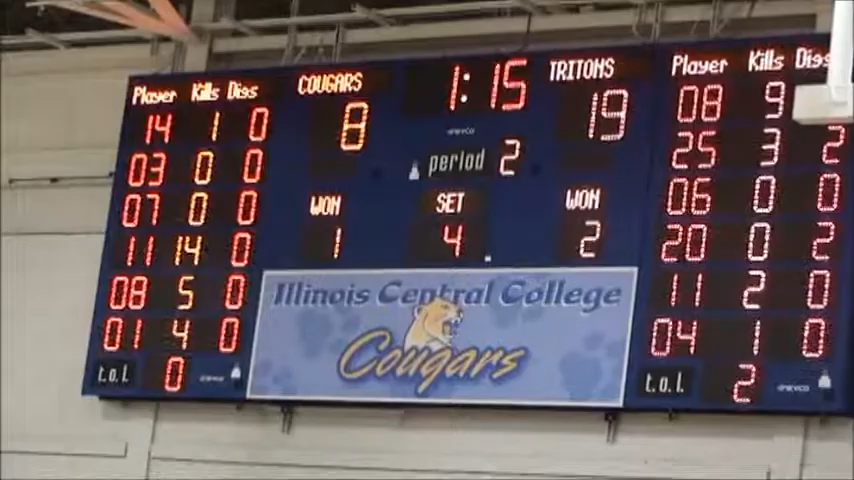 Player Kills Digs COUGARS 1:15 TRITONS Player Kills Digs
14 1 0 8 19 08 9
03 0 0 period 2 25 3 2
07 0 0 WON SET WON 06 0 0
11 14 0 1 4 2 20 0 2
08 5 0 11 2 0
01 4 0 04 1 0
t.o.l. 0 t.o.l. 2
Illinois Central College
Cougars